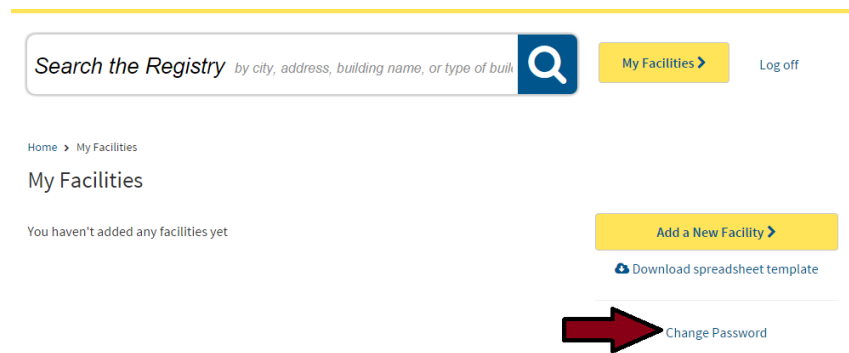 Search the Registry by city, address, building name, or type of buil
My Facilities
Log off
Home > My Facilities
My Facilities
You haven't added any facilities yet
Add a New Facility
Download spreadsheet template
Change Password